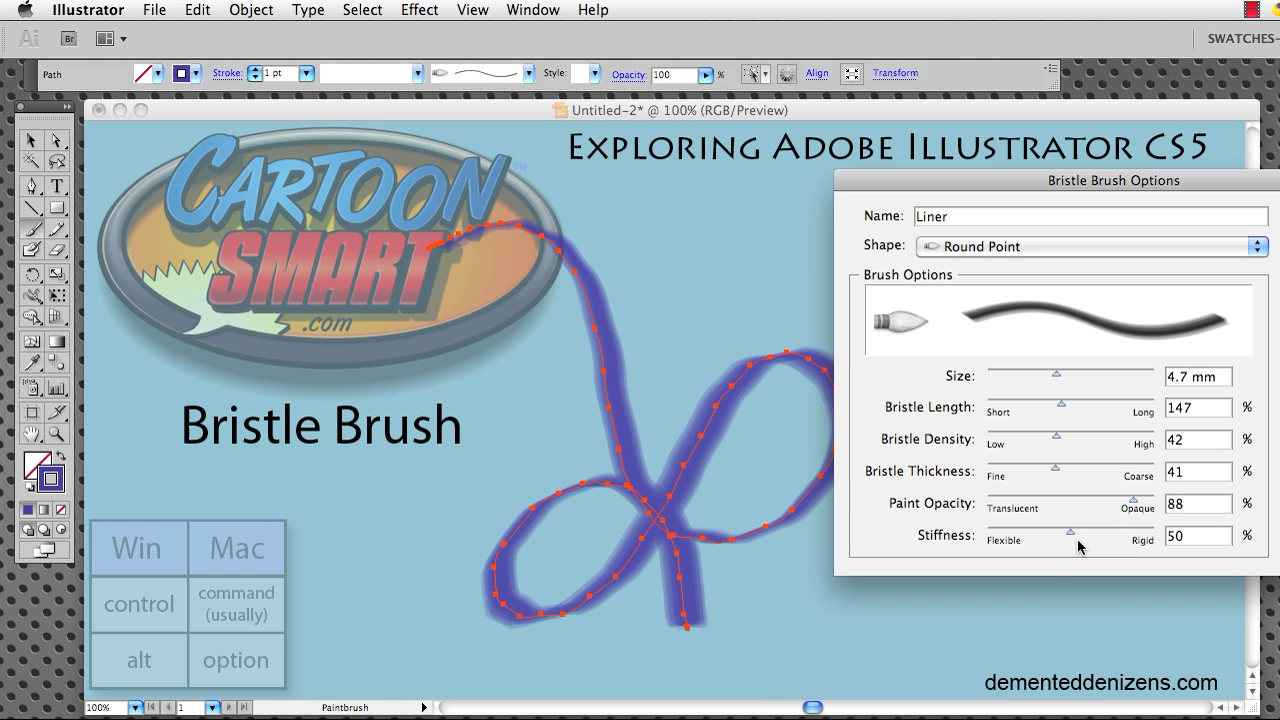 Illustrator File Edit Object Type Select Effect View Window Help
Ai Br SWATCHES-
Path Stroke: 1 pt Style: Opacity: 100 % Align Transform
Untitled-2* @ 100% (RGB/Preview)
EXPLORING ADOBE ILLUSTRATOR CS5
CARTOON™
SMART
.com
Bristle Brush
Bristle Brush Options
Name: Liner
Shape: Round Point
Brush Options
Size: 4.7 mm
Bristle Length: 147 %
Short Long
Bristle Density: 42 %
Low High
Bristle Thickness: 41 %
Fine Coarse
Paint Opacity: 88 %
Translucent Opaque
Stiffness: 50 %
Flexible Rigid
Win Mac
control command
(usually)
alt option
dementeddenizens.com
100% 1 Paintbrush